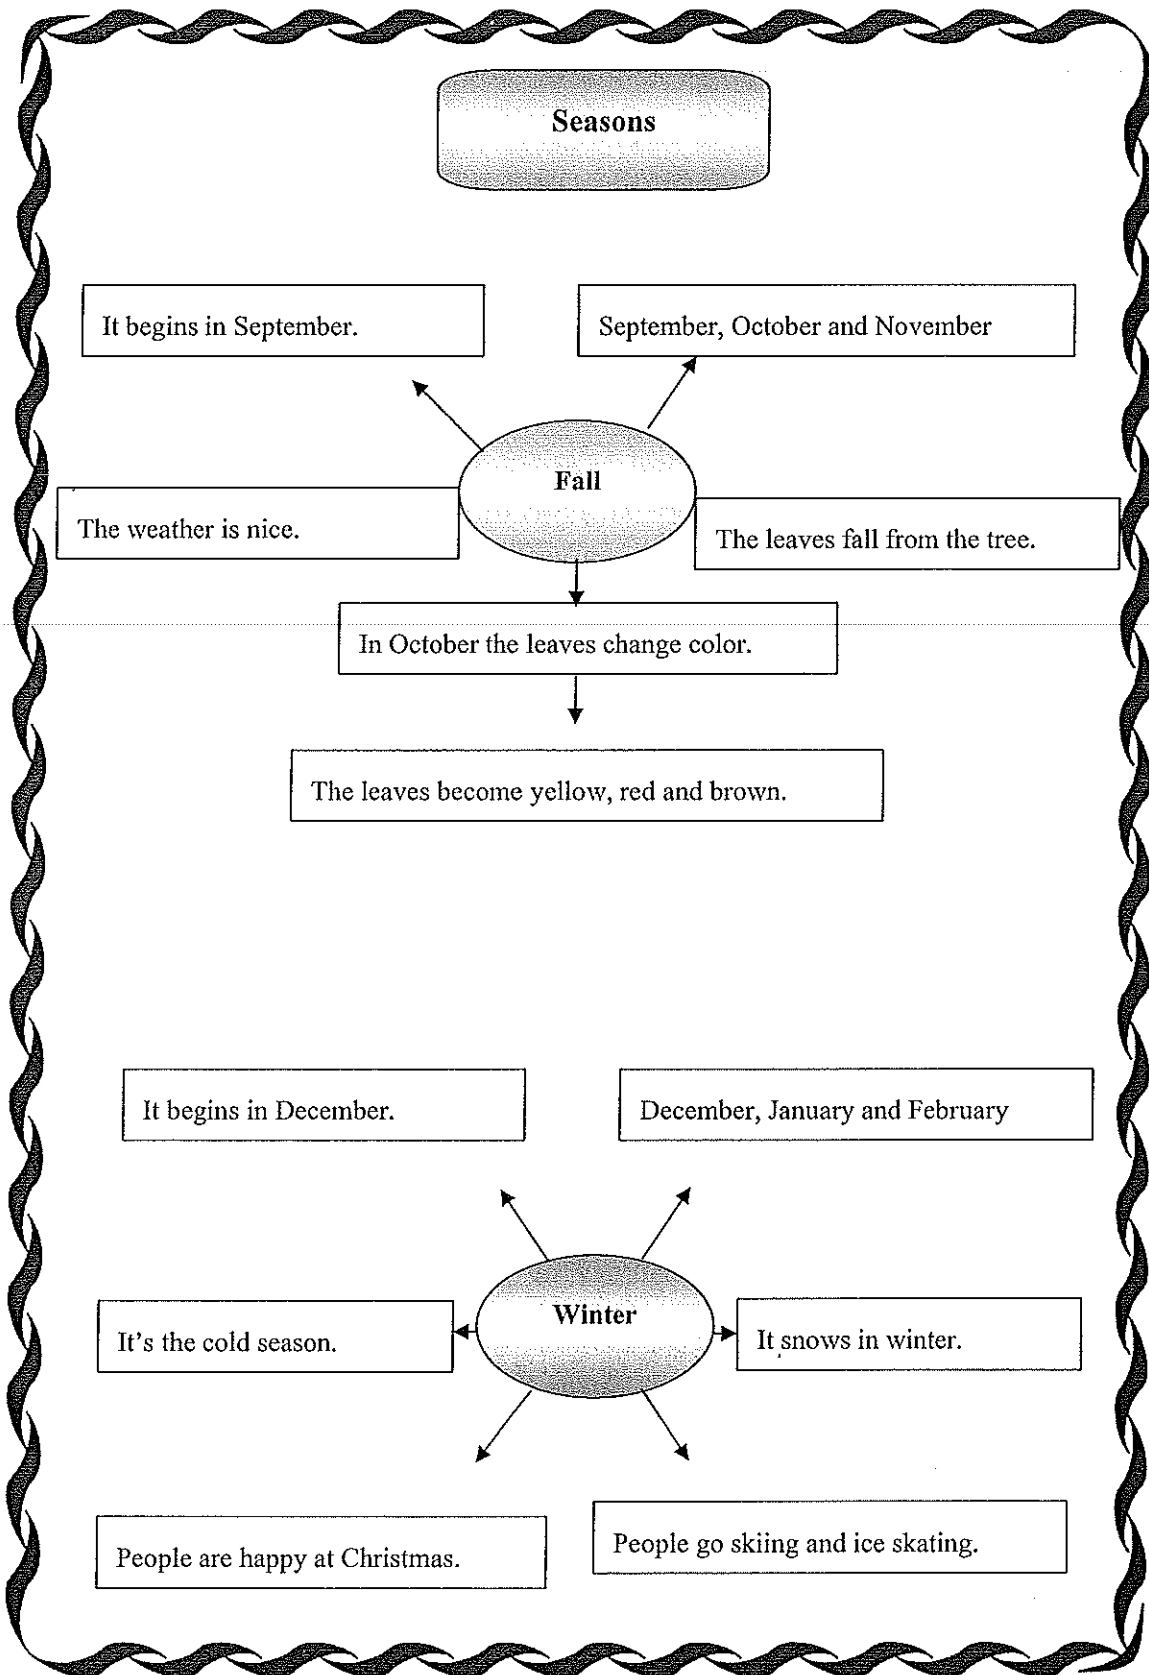 Seasons
It begins in September.
September, October and November
Fall
The weather is nice.
The leaves fall from the tree.
In October the leaves change color.
The leaves become yellow, red and brown.
It begins in December.
December, January and February
Winter
It's the cold season.
It snows in winter.
People are happy at Christmas.
People go skiing and ice skating.